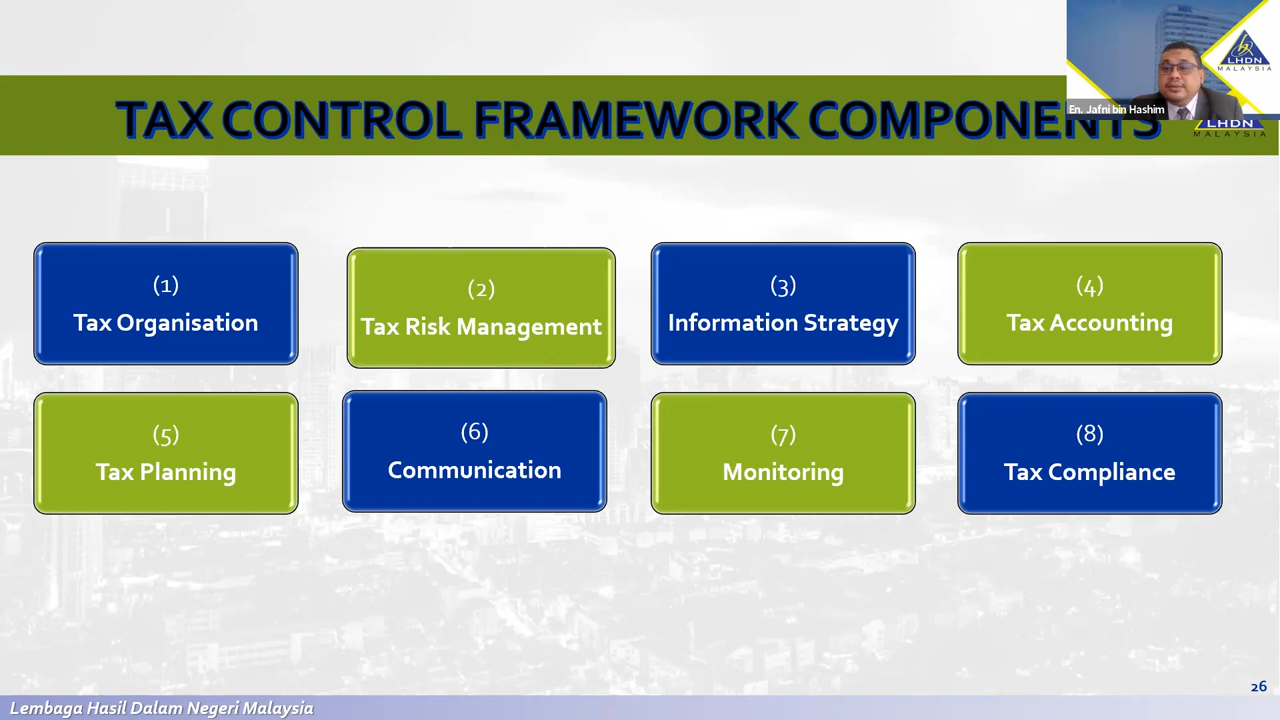 LHDN
MALAYSIA
En. Jafni bin Hashim
TAX CONTROL FRAMEWORK COMPONENTS
LHDN
MALAYSIA
(1)
Tax Organisation
(2)
Tax Risk Management
(3)
Information Strategy
(4)
Tax Accounting
(5)
Tax Planning
(6)
Communication
(7)
Monitoring
(8)
Tax Compliance
26
Lembaga Hasil Dalam Negeri Malaysia